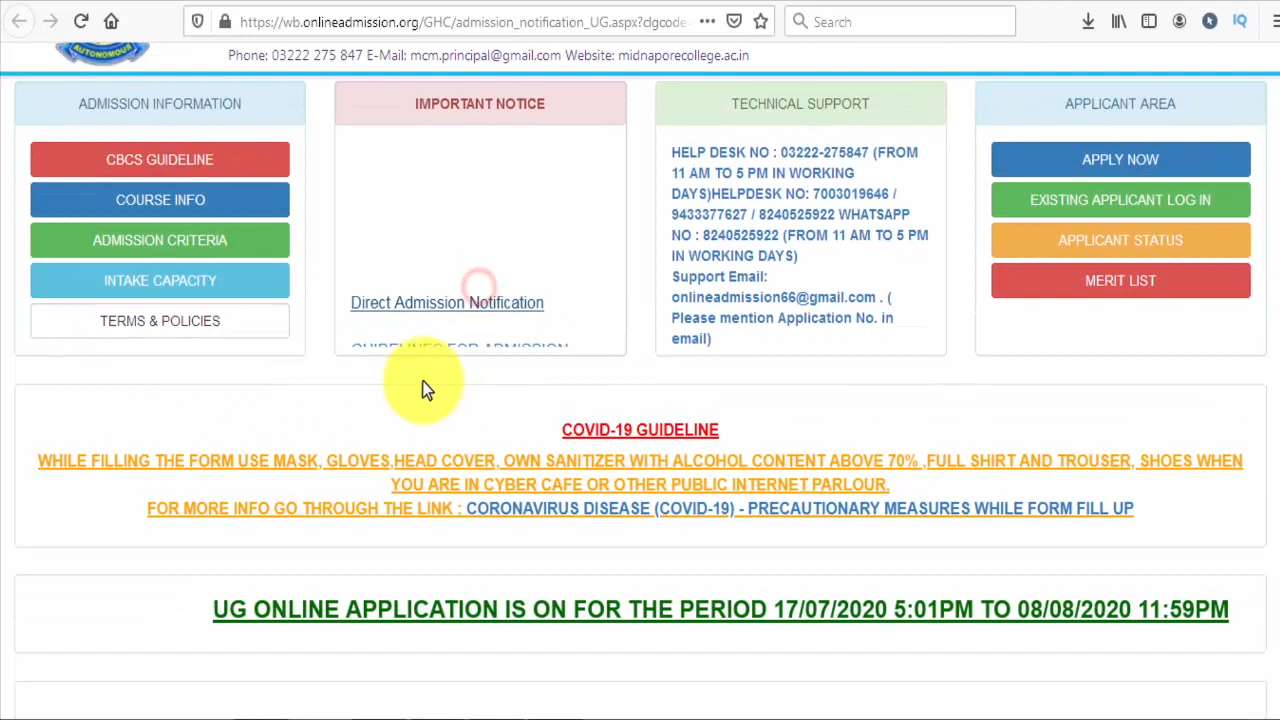 https://wb.onlineadmission.org/GHC/admission_notification_UG.aspx?dgcode=
Search
AUTONOMOUS
Phone: 03222 275 847 E-Mail: mcm.principal@gmail.com Website: midnaporecollege.ac.in
ADMISSION INFORMATION
CBCS GUIDELINE
COURSE INFO
ADMISSION CRITERIA
INTAKE CAPACITY
TERMS & POLICIES
IMPORTANT NOTICE
Direct Admission Notification
GUIDELINES FOR ADMISSION
TECHNICAL SUPPORT
HELP DESK NO : 03222-275847 (FROM
11 AM TO 5 PM IN WORKING
DAYS)HELPDESK NO: 7003019646 /
9433377627 / 8240525922 WHATSAPP
NO : 8240525922 (FROM 11 AM TO 5 PM
IN WORKING DAYS)
Support Email:
onlineadmission66@gmail.com . (
Please mention Application No. in
email)
APPLICANT AREA
APPLY NOW
EXISTING APPLICANT LOG IN
APPLICANT STATUS
MERIT LIST
COVID-19 GUIDELINE
WHILE FILLING THE FORM USE MASK, GLOVES,HEAD COVER, OWN SANITIZER WITH ALCOHOL CONTENT ABOVE 70% ,FULL SHIRT AND TROUSER, SHOES WHEN
YOU ARE IN CYBER CAFE OR OTHER PUBLIC INTERNET PARLOUR.
FOR MORE INFO GO THROUGH THE LINK : CORONAVIRUS DISEASE (COVID-19) - PRECAUTIONARY MEASURES WHILE FORM FILL UP
UG ONLINE APPLICATION IS ON FOR THE PERIOD 17/07/2020 5:01PM TO 08/08/2020 11:59PM